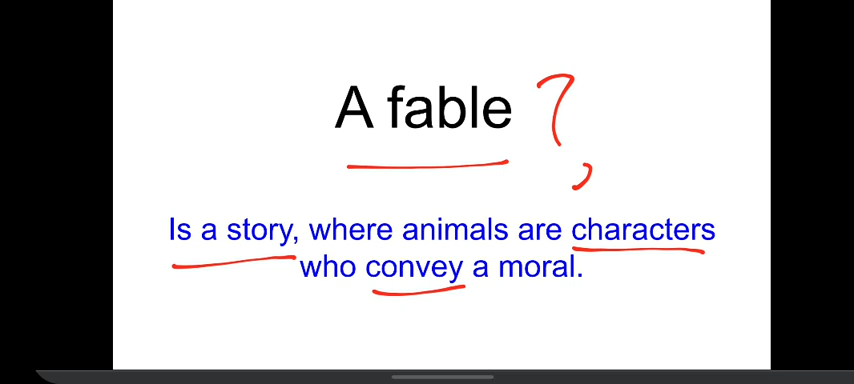 A fable ?
Is a story, where animals are characters
who convey a moral.